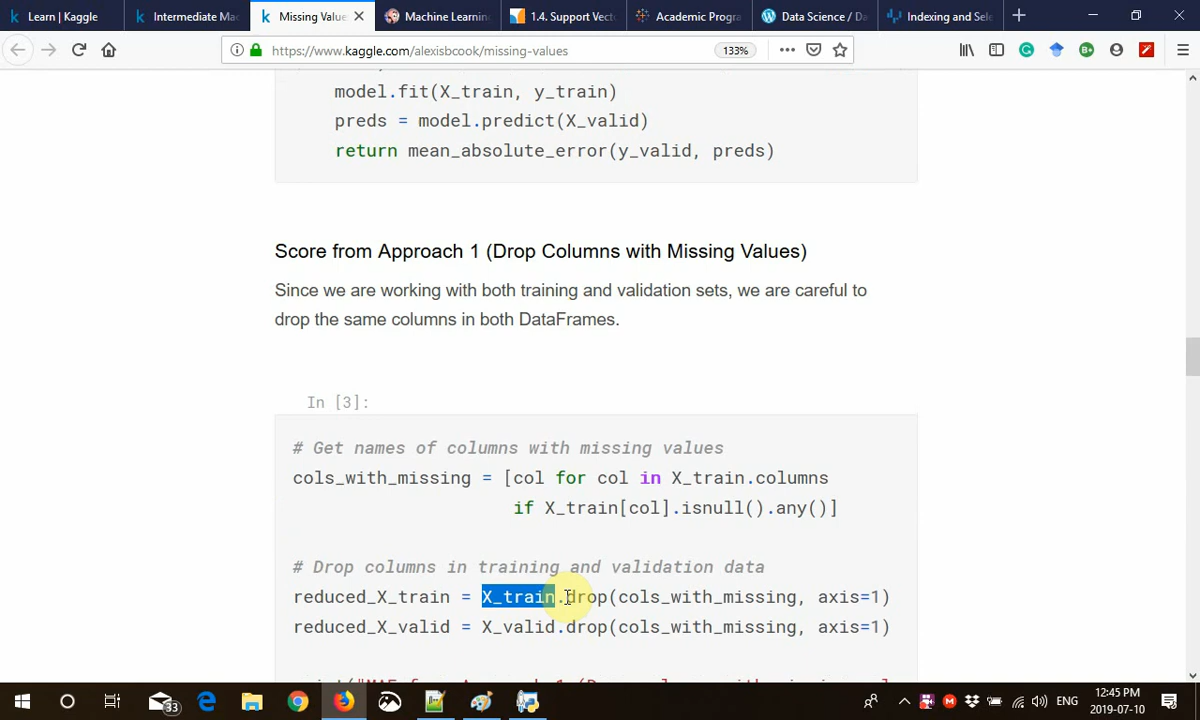 Learn | Kaggle
Intermediate Mac
Missing Value
Machine Learning
1.4. Support Vecto
Academic Progra
Data Science / Da
Indexing and Sele
https://www.kaggle.com/alexisbcook/missing-values
133%
model.fit(X_train, y_train)
preds = model.predict(X_valid)
return mean_absolute_error(y_valid, preds)
Score from Approach 1 (Drop Columns with Missing Values)
Since we are working with both training and validation sets, we are careful to
drop the same columns in both DataFrames.
In [3]:
# Get names of columns with missing values
cols_with_missing = [col for col in X_train.columns
if X_train[col].isnull().any()]
# Drop columns in training and validation data
reduced_X_train = X_train.drop(cols_with_missing, axis=1)
reduced_X_valid = X_valid.drop(cols_with_missing, axis=1)
33
ENG
12:45 PM
2019-07-10